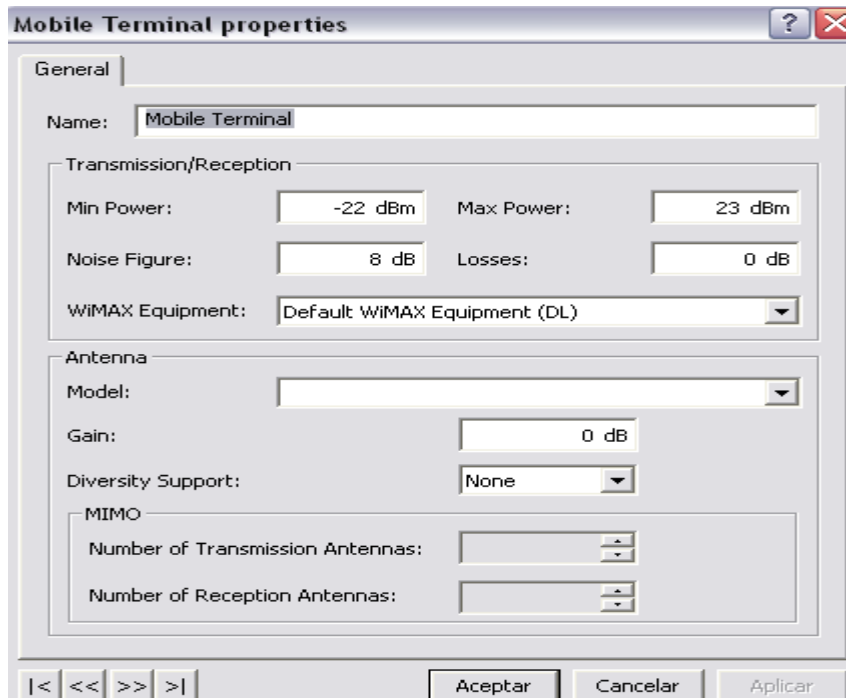 Mobile Terminal properties ?
General
Name: Mobile Terminal
Transmission/Reception
Min Power: -22 dBm Max Power: 23 dBm
Noise Figure: 8 dB Losses: 0 dB
WiMAX Equipment: Default WiMAX Equipment (DL)
Antenna
Model:
Gain: 0 dB
Diversity Support: None
MIMO
Number of Transmission Antennas:
Number of Reception Antennas:
|< << >> >| Aceptar Cancelar Aplicar